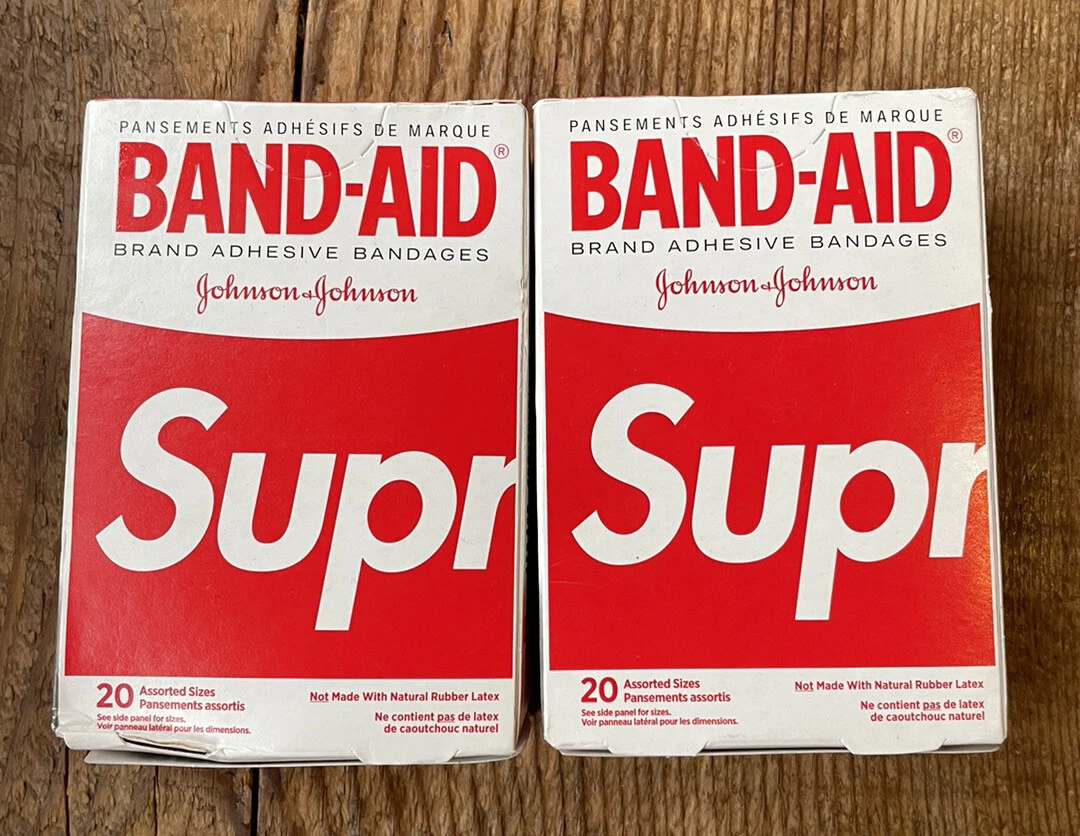 PANSEMENTS ADHÉSIFS DE MARQUE
BAND-AID®
BRAND ADHESIVE BANDAGES
Johnson & Johnson
Supr
20 Assorted Sizes
Pansements assortis
See side panel for sizes.
Voir panneau latéral pour les dimensions.
Not Made With Natural Rubber Latex
Ne contient pas de latex
de caoutchouc naturel
PANSEMENTS ADHÉSIFS DE MARQUE
BAND-AID®
BRAND ADHESIVE BANDAGES
Johnson & Johnson
Supr
20 Assorted Sizes
Pansements assortis
See side panel for sizes.
Voir panneau latéral pour les dimensions.
Not Made With Natural Rubber Latex
Ne contient pas de latex
de caoutchouc naturel